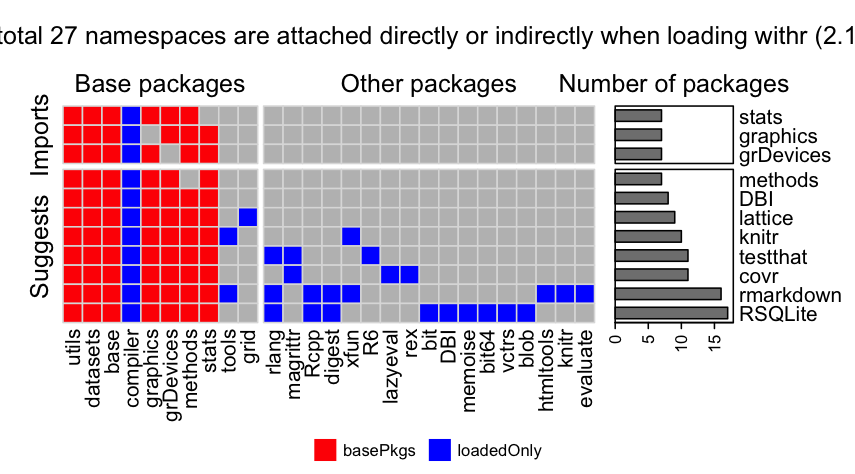 total 27 namespaces are attached directly or indirectly when loading withr (2.1
Base packages
Other packages
Number of packages
Imports
Suggests
stats
graphics
grDevices
methods
DBI
lattice
knitr
testthat
covr
rmarkdown
RSQLite
0
5
10
15
utils
datasets
base
compiler
graphics
grDevices
methods
stats
tools
grid
rlang
magrittr
Rcpp
digest
xfun
R6
lazyeval
rex
bit
DBI
memoise
bit64
vctrs
blob
htmltools
knitr
evaluate
basePkgs
loadedOnly